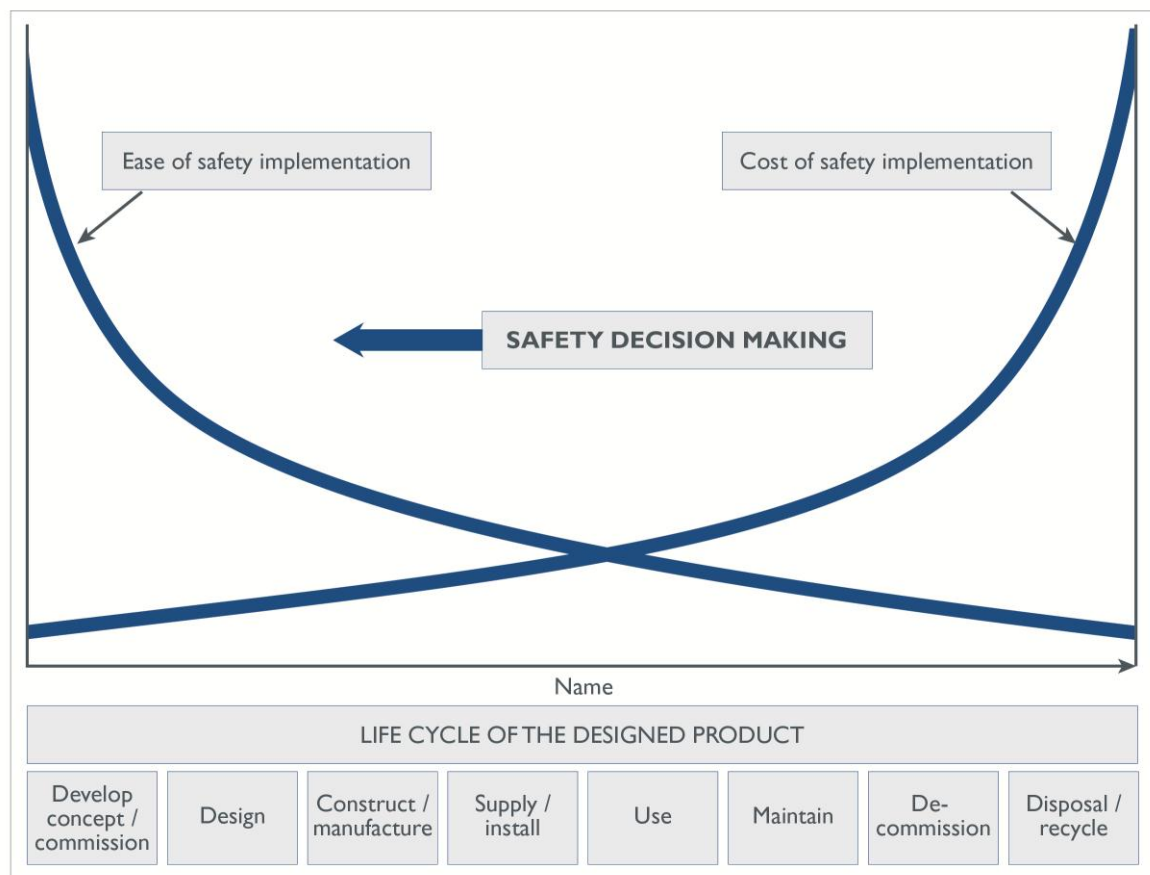 Ease of safety implementation
Cost of safety implementation
SAFETY DECISION MAKING
Name
LIFE CYCLE OF THE DESIGNED PRODUCT
Develop
concept /
commission
Design
Construct /
manufacture
Supply /
install
Use
Maintain
De-
commission
Disposal /
recycle